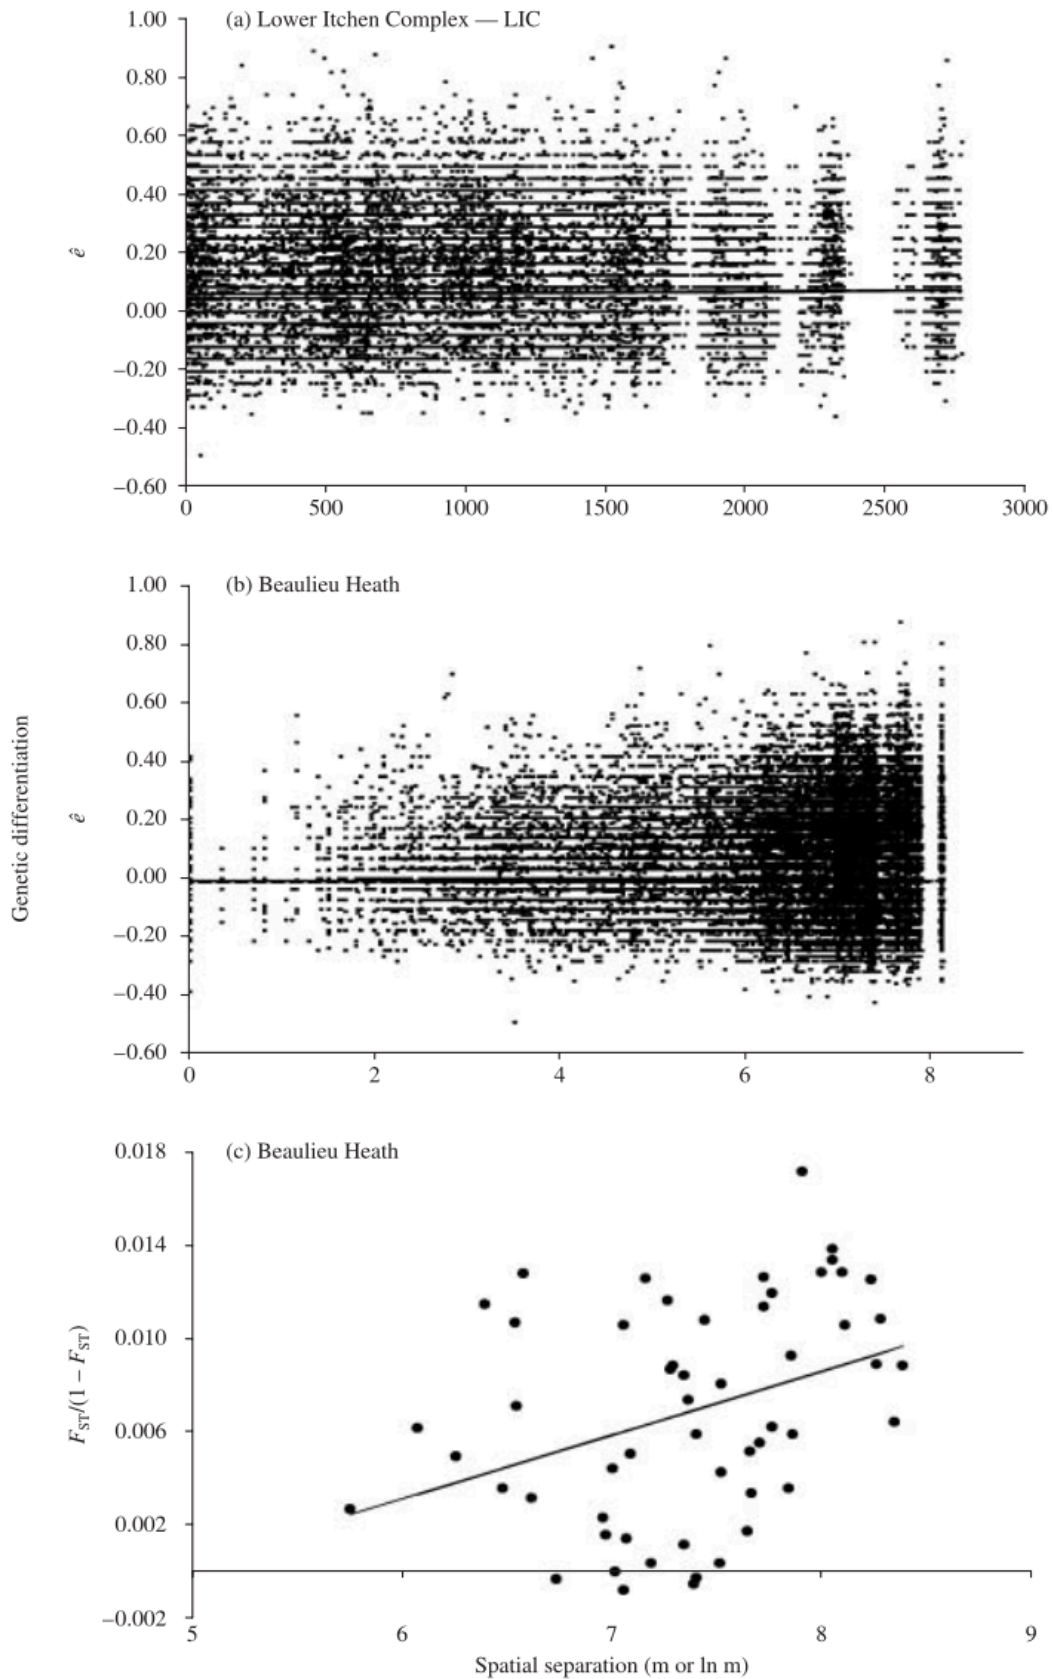 (a) Lower Itchen Complex — LIC
1.00
0.80
0.60
0.40
0.20
0.00
–0.20
–0.40
–0.60
ê
0 500 1000 1500 2000 2500 3000
(b) Beaulieu Heath
1.00
0.80
0.60
0.40
0.20
0.00
–0.20
–0.40
–0.60
ê
Genetic differentiation
0 2 4 6 8
(c) Beaulieu Heath
0.018
0.014
0.010
0.006
0.002
–0.002
FST/(1 – FST)
5 6 7 8 9
Spatial separation (m or ln m)